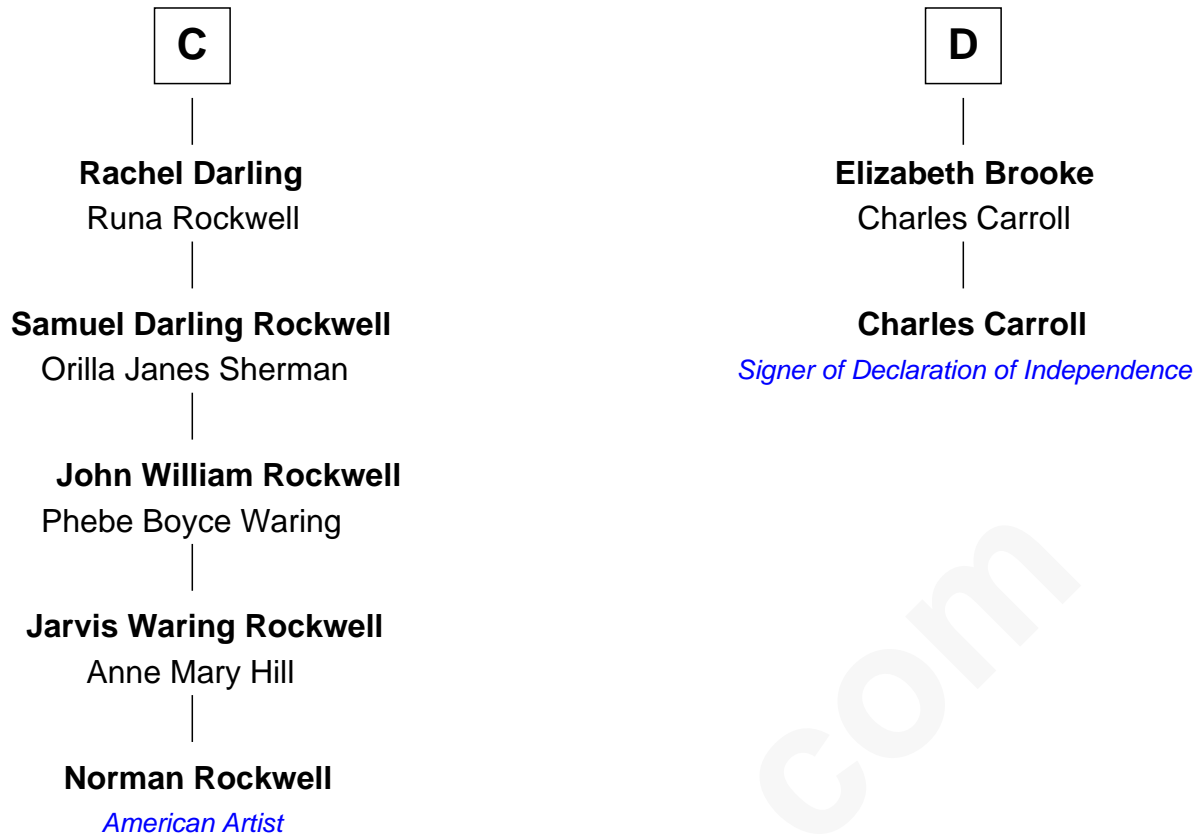 C
Rachel Darling
Runa Rockwell
Samuel Darling Rockwell
Orilla Janes Sherman
John William Rockwell
Phebe Boyce Waring
Jarvis Waring Rockwell
Anne Mary Hill
Norman Rockwell
American Artist
D
Elizabeth Brooke
Charles Carroll
Charles Carroll
Signer of Declaration of Independence
com